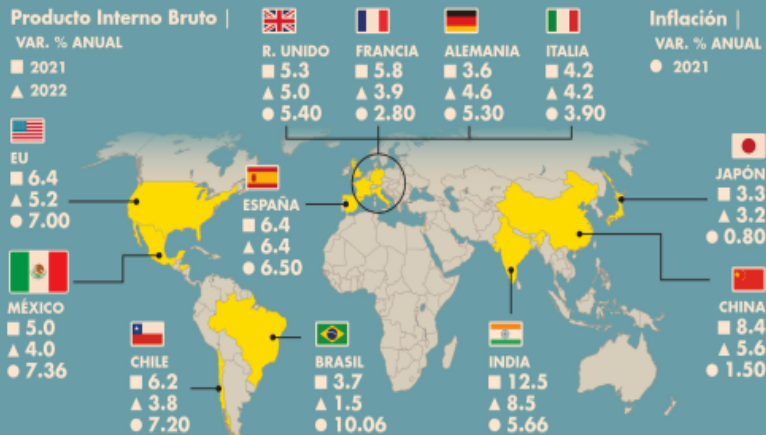 Producto Interno Bruto |
VAR. % ANUAL
■ 2021
▲ 2022
Inflación |
VAR. % ANUAL
● 2021
R. UNIDO
■ 5.3
▲ 5.0
● 5.40
FRANCIA
■ 5.8
▲ 3.9
● 2.80
ALEMANIA
■ 3.6
▲ 4.6
● 5.30
ITALIA
■ 4.2
▲ 4.2
● 3.90
EU
■ 6.4
▲ 5.2
● 7.00
ESPAÑA
■ 6.4
▲ 6.4
● 6.50
JAPÓN
■ 3.3
▲ 3.2
● 0.80
MÉXICO
■ 5.0
▲ 4.0
● 7.36
CHILE
■ 6.2
▲ 3.8
● 7.20
BRASIL
■ 3.7
▲ 1.5
● 10.06
INDIA
■ 12.5
▲ 8.5
● 5.66
CHINA
■ 8.4
▲ 5.6
● 1.50